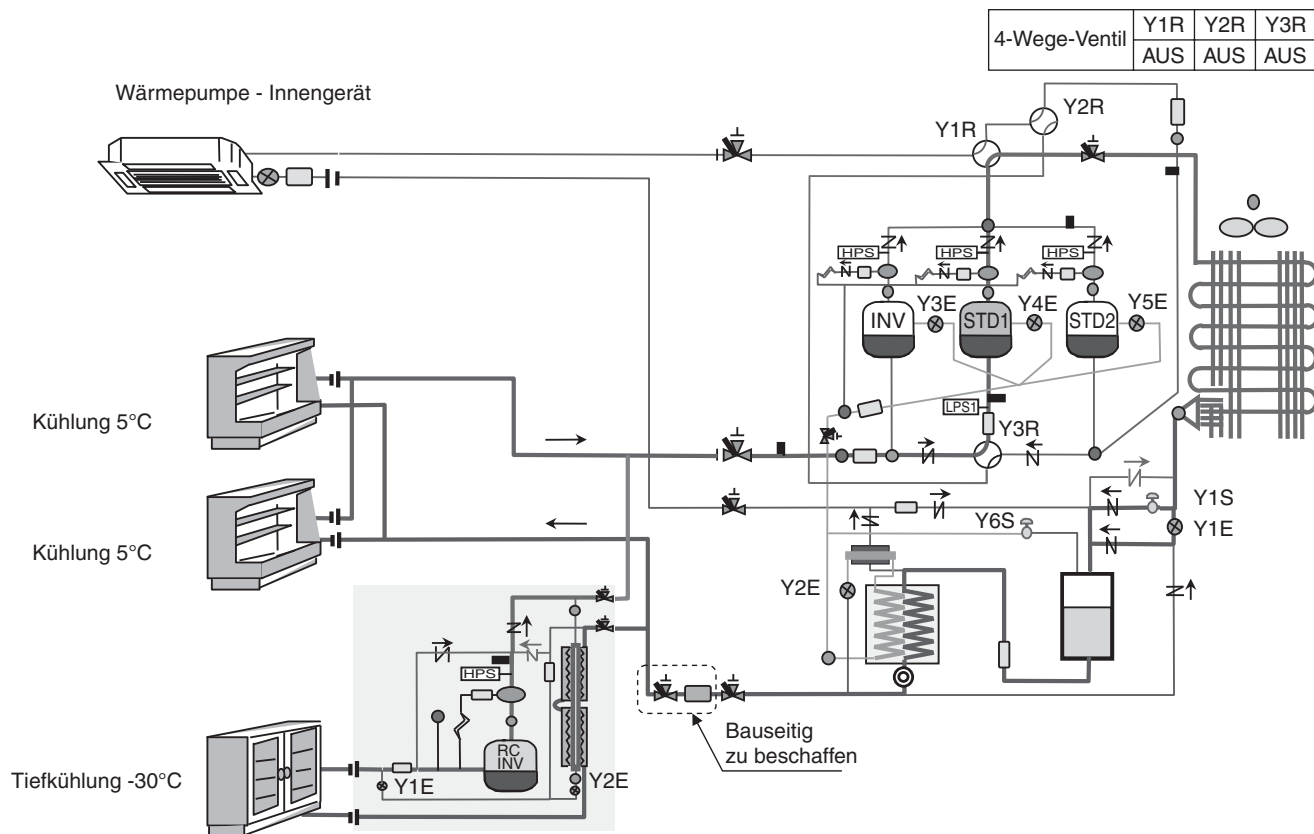 4-Wege-Ventil Y1R Y2R Y3R
AUS AUS AUS
Wärmepumpe - Innengerät
Y2R
Y1R
HPS HPS HPS
INV Y3E STD1 Y4E STD2 Y5E
LPS1
Y3R
Kühlung 5°C
Kühlung 5°C
Y1S
Y6S
Y1E
Y2E
HPS
RC
INV
Y1E
Y2E
Tiefkühlung -30°C
Bauseitig
zu beschaffen